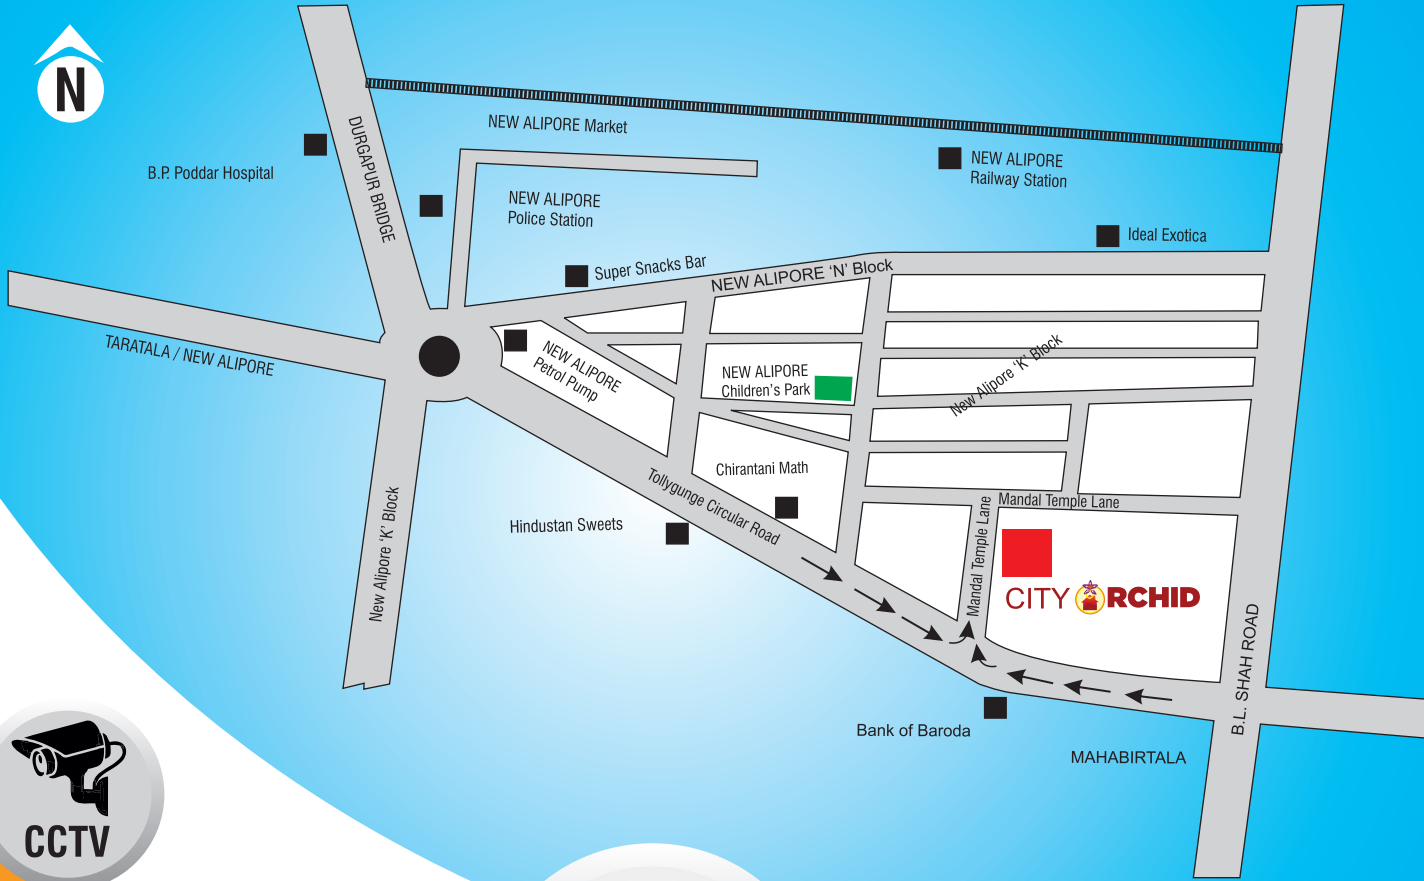 N
NEW ALIPORE Market
DURGAPUR BRIDGE
B.P. Poddar Hospital
NEW ALIPORE
Railway Station
NEW ALIPORE
Police Station
Ideal Exotica
Super Snacks Bar
NEW ALIPORE ‘N’ Block
TARATALA / NEW ALIPORE
NEW ALIPORE
Petrol Pump
NEW ALIPORE
Children's Park
New Alipore ‘K’ Block
Chirantani Math
Tollygunge Circular Road
Hindustan Sweets
New Alipore ‘K’ Block
Mandal Temple Lane
Mandal Temple Lane
CITY ORCHID
B.L. SHAH ROAD
Bank of Baroda
MAHABIRTALA
CCTV